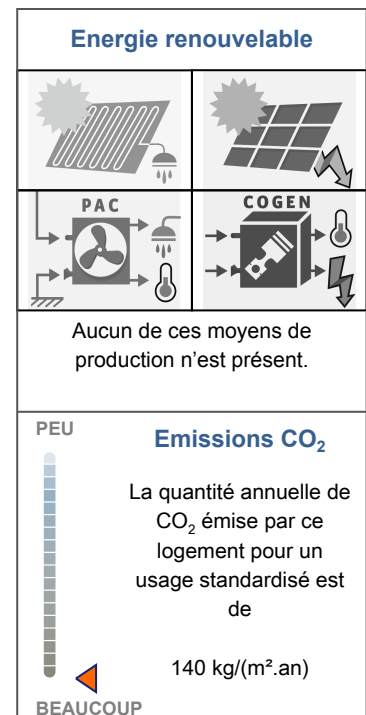 Energie renouvelable
PAC
COGEN
Aucun de ces moyens de
production n'est présent.
PEU
Emissions CO₂
La quantité annuelle de
CO₂ émise par ce
logement pour un
usage standardisé est
de
140 kg/(m².an)
BEAUCOUP